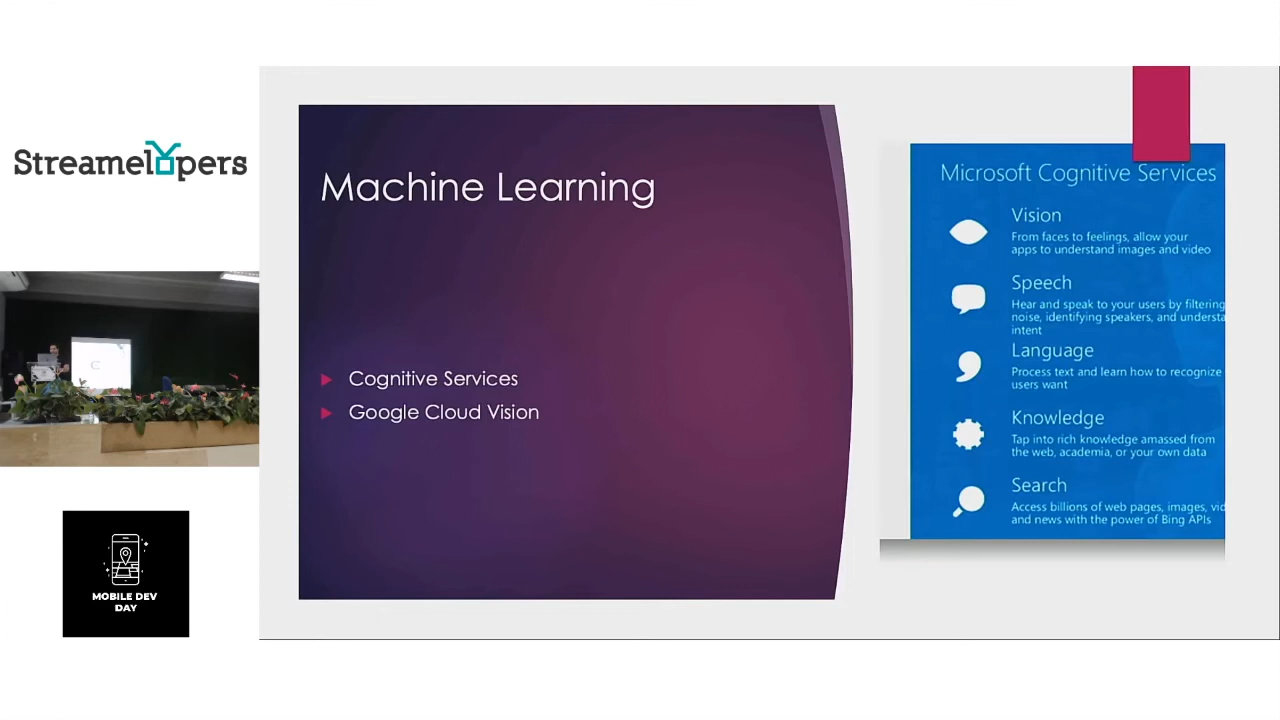 Streamelopers
MOBILE DEV
DAY
Machine Learning
Cognitive Services
Google Cloud Vision
Microsoft Cognitive Services
Vision
From faces to feelings, allow your
apps to understand images and video
Speech
Hear and speak to your users by filtering
noise, identifying speakers, and understa
intent
Language
Process text and learn how to recognize
users want
Knowledge
Tap into rich knowledge amassed from
the web, academia, or your own data
Search
Access billions of web pages, images, vid
and news with the power of Bing APIs